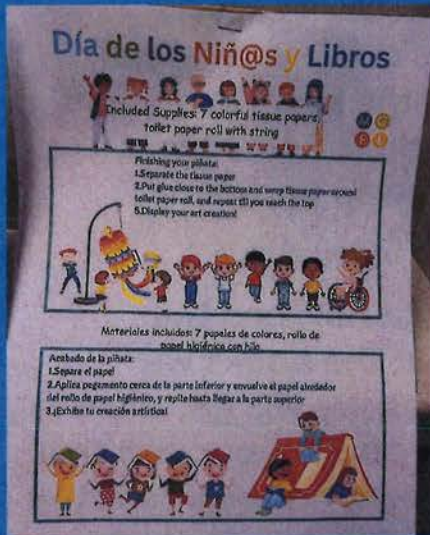 Día de los Niñ@s y Libros
Included Supplies: 7 colorful tissue papers,
toilet paper roll with string
M G
P L
Finishing your piñata:
1.Separate the tissue paper
2.Put glue close to the bottom and wrap tissue paper around
toilet paper roll, and repeat till you reach the top
5.Display your art creation!
Materiales incluidos: 7 papeles de colores, rollo de
papel higiénico con hilo
Acabado de la piñata:
1.Separe el papel
2.Aplica pegamento cerca de la parte inferior y envuelve el papel alrededor
del rollo de papel higiénico, y repite hasta llegar a la parte superior
3.¡Exhibe tu creación artística!